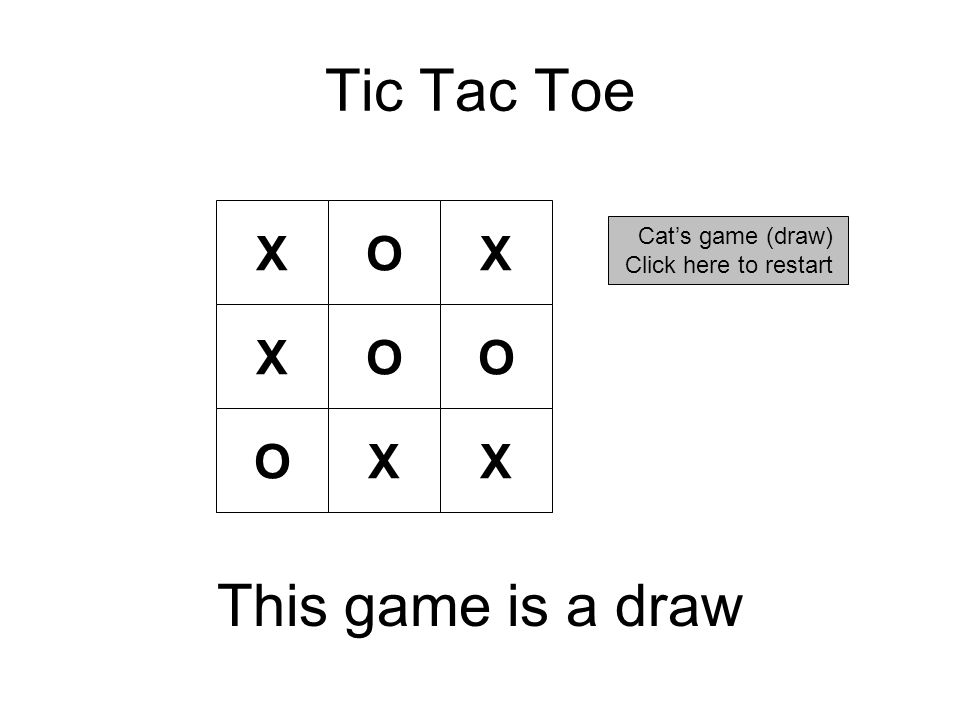 Tic Tac Toe
X O X
Cat’s game (draw)
Click here to restart
X O O
O X X
This game is a draw